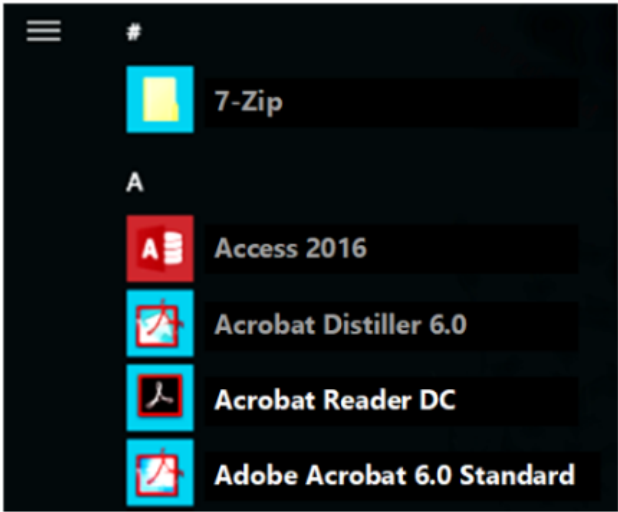 #
7-Zip
A
Access 2016
Acrobat Distiller 6.0
Acrobat Reader DC
Adobe Acrobat 6.0 Standard